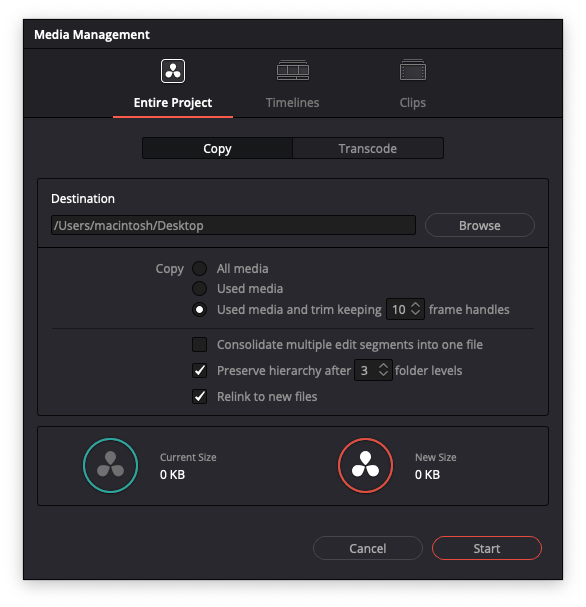 Media Management
Entire Project Timelines Clips
Copy Transcode
Destination
/Users/macintosh/Desktop Browse
Copy All media
Used media
Used media and trim keeping 10 frame handles
Consolidate multiple edit segments into one file
Preserve hierarchy after 3 folder levels
Relink to new files
Current Size New Size
0 KB 0 KB
Cancel Start